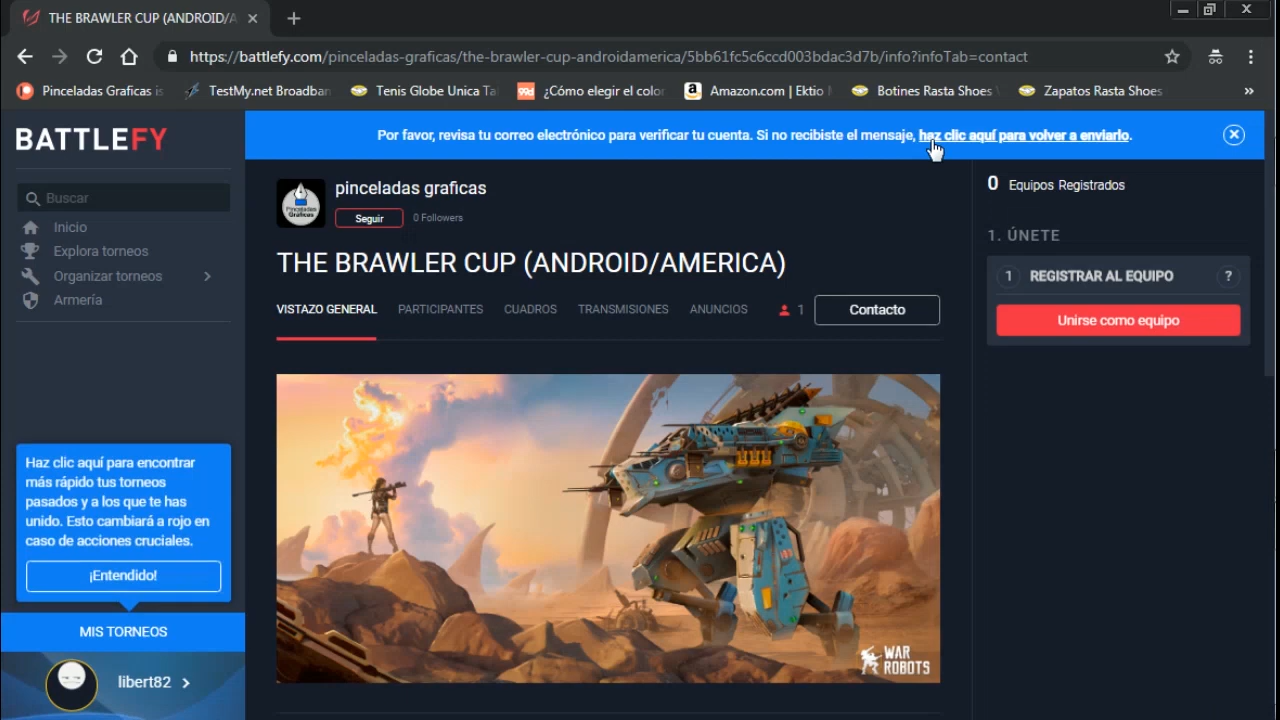 THE BRAWLER CUP (ANDROID/A
https://battlefy.com/pinceladas-graficas/the-brawler-cup-androidamerica/5bb61fc5c6ccd003bdac3d7b/info?infoTab=contact
Pinceladas Graficas is
TestMy.net Broadban
Tenis Globe Unica Ta
99d
¿Cómo elegir el color
Amazon.com | Ektio
Botines Rasta Shoes
Zapatos Rasta Shoes
»
BATTLEFY
Por favor, revisa tu correo electrónico para verificar tu cuenta. Si no recibiste el mensaje, haz clic aquí para volver a enviarlo.
Buscar
Inicio
Explora torneos
Organizar torneos
Armería
Pinceladas Gráficas
pinceladas graficas
Seguir
0 Followers
THE BRAWLER CUP (ANDROID/AMERICA)
VISTAZO GENERAL
PARTICIPANTES
CUADROS
TRANSMISIONES
ANUNCIOS
1
Contacto
0 Equipos Registrados
1. ÚNETE
1 REGISTRAR AL EQUIPO ?
Unirse como equipo
WAR
ROBOTS
Haz clic aquí para encontrar
más rápido tus torneos
pasados y a los que te has
unido. Esto cambiará a rojo en
caso de acciones cruciales.
¡Entendido!
MIS TORNEOS
libert82